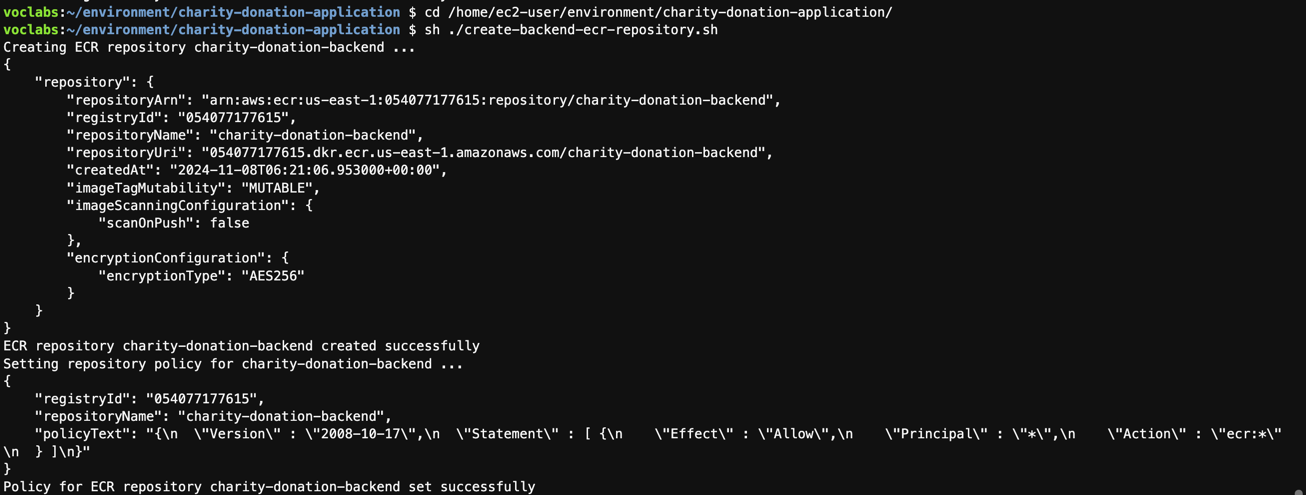 voclabs:~/environment/charity-donation-application $ cd /home/ec2-user/environment/charity-donation-application/
voclabs:~/environment/charity-donation-application $ sh ./create-backend-ecr-repository.sh
Creating ECR repository charity-donation-backend ...
{
    "repository": {
        "repositoryArn": "arn:aws:ecr:us-east-1:054077177615:repository/charity-donation-backend",
        "registryId": "054077177615",
        "repositoryName": "charity-donation-backend",
        "repositoryUri": "054077177615.dkr.ecr.us-east-1.amazonaws.com/charity-donation-backend",
        "createdAt": "2024-11-08T06:21:06.953000+00:00",
        "imageTagMutability": "MUTABLE",
        "imageScanningConfiguration": {
            "scanOnPush": false
        },
        "encryptionConfiguration": {
            "encryptionType": "AES256"
        }
    }
}
ECR repository charity-donation-backend created successfully
Setting repository policy for charity-donation-backend ...
{
    "registryId": "054077177615",
    "repositoryName": "charity-donation-backend",
    "policyText": "{\n  \"Version\" : \"2008-10-17\",\n  \"Statement\" : [ {\n    \"Effect\" : \"Allow\",\n    \"Principal\" : \"*\",\n    \"Action\" : \"ecr:*\"
\n  } ]\n}"
}
Policy for ECR repository charity-donation-backend set successfully